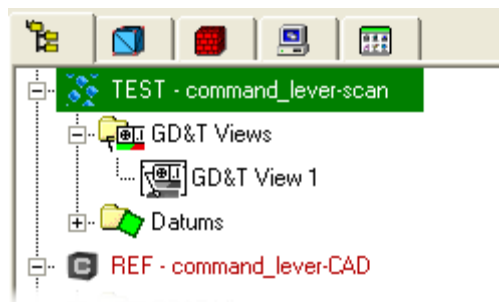 TEST - command_lever-scan
GD&T Views
GD&T View 1
Datums
REF - command_lever-CAD